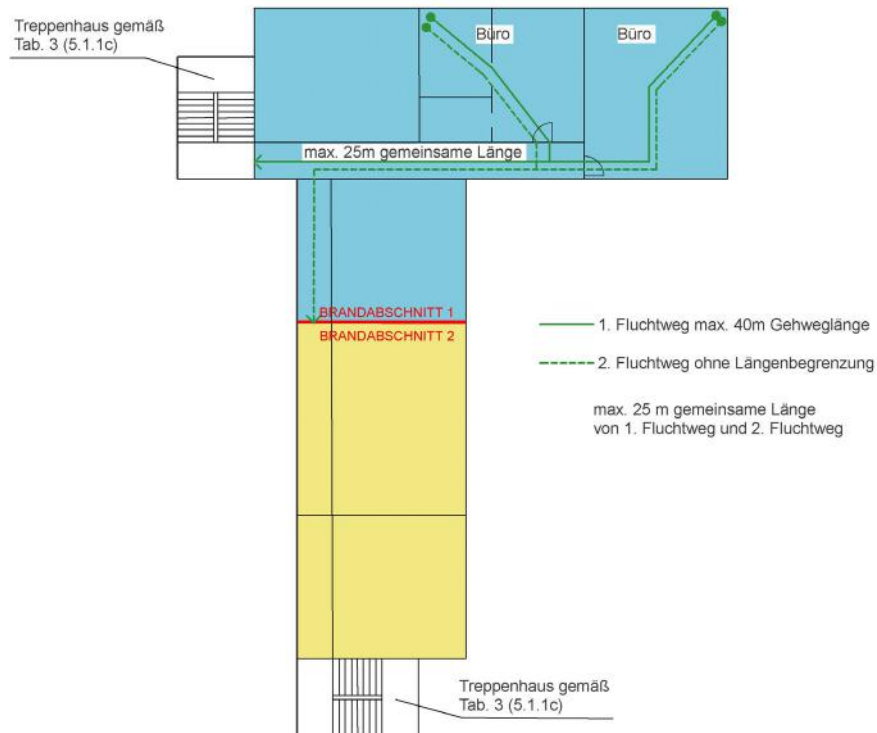 Treppenhaus gemäß
Tab. 3 (5.1.1c)
Büro
Büro
max. 25m gemeinsame Länge
BRANDABSCHNITT 1
BRANDABSCHNITT 2
1. Fluchtweg max. 40m Gehweglänge
2. Fluchtweg ohne Längenbegrenzung
max. 25 m gemeinsame Länge
von 1. Fluchtweg und 2. Fluchtweg
Treppenhaus gemäß
Tab. 3 (5.1.1c)